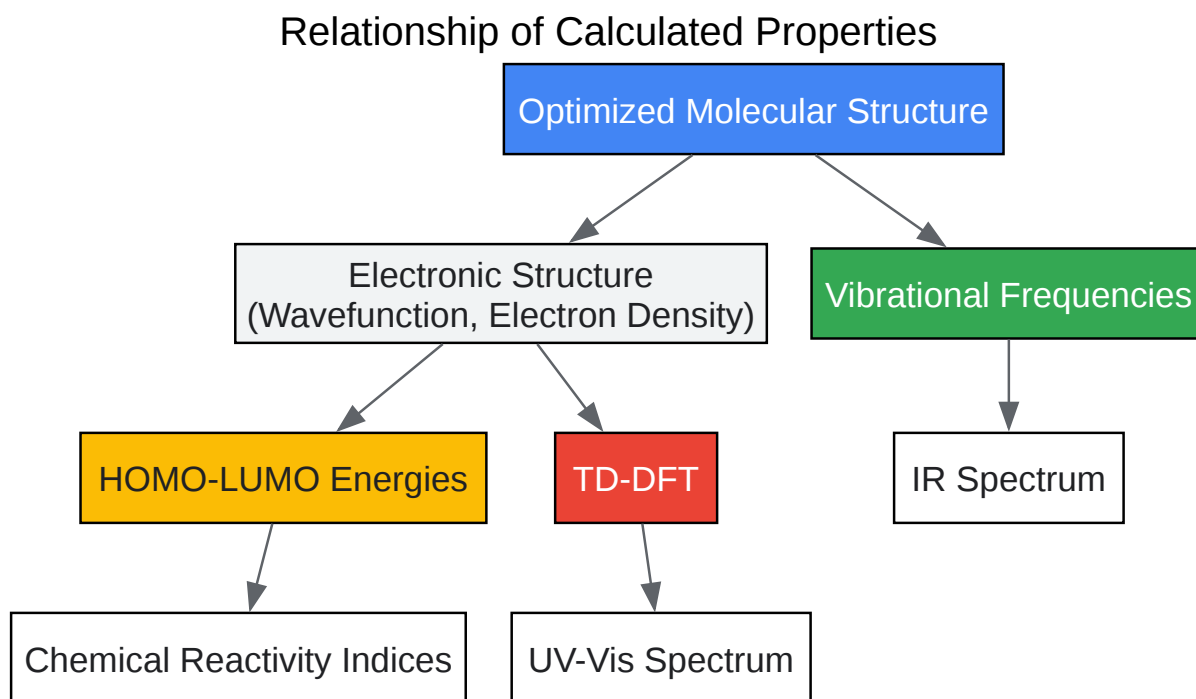 Relationship of Calculated Properties
Optimized Molecular Structure
Electronic Structure
(Wavefunction, Electron Density)
Vibrational Frequencies
HOMO-LUMO Energies
TD-DFT
IR Spectrum
Chemical Reactivity Indices
UV-Vis Spectrum